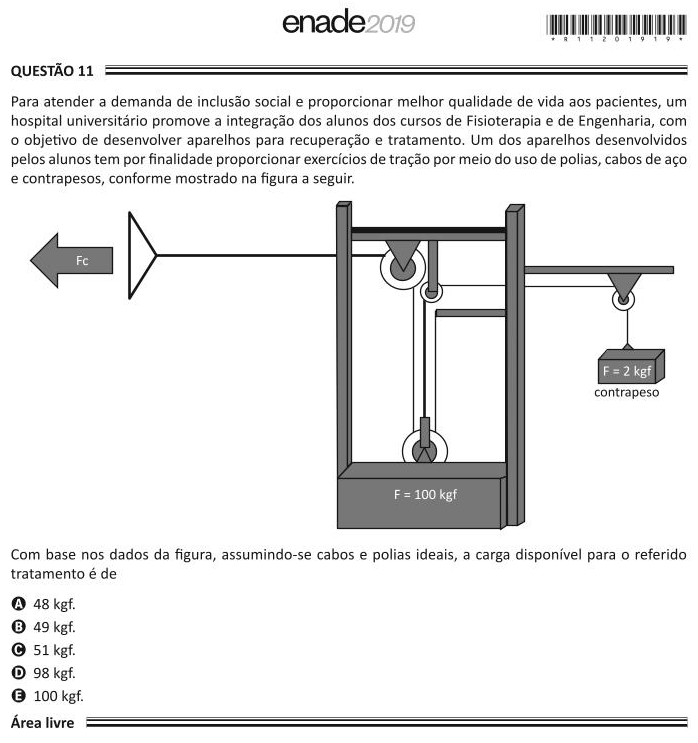 enade2019
* R 1 1 2 0 1 9 1 9 *
QUESTÃO 11
Para atender a demanda de inclusão social e proporcionar melhor qualidade de vida aos pacientes, um
hospital universitário promove a integração dos alunos dos cursos de Fisioterapia e de Engenharia, com
o objetivo de desenvolver aparelhos para recuperação e tratamento. Um dos aparelhos desenvolvidos
pelos alunos tem por finalidade proporcionar exercícios de tração por meio do uso de polias, cabos de aço
e contrapesos, conforme mostrado na figura a seguir.
Fc
F = 2 kgf
contrapeso
F = 100 kgf
Com base nos dados da figura, assumindo-se cabos e polias ideais, a carga disponível para o referido
tratamento é de
A 48 kgf.
B 49 kgf.
C 51 kgf.
D 98 kgf.
E 100 kgf.
Área livre